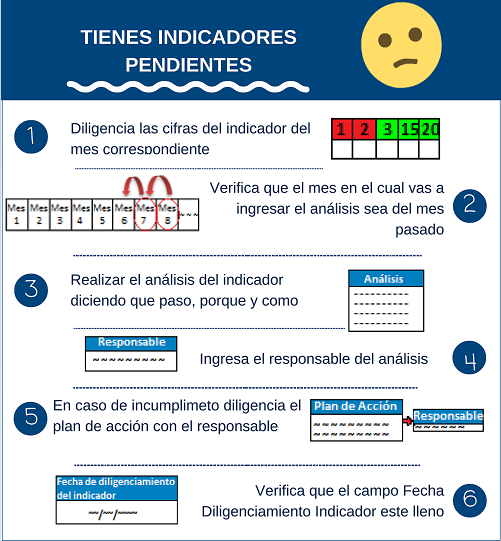 TIENES INDICADORES
PENDIENTES
1
Diligencia las cifras del indicador del
mes correspondiente
1 2 3 15 20
Mes 1 Mes 2 Mes 3 Mes 4 Mes 5 Mes 6 Mes 7 Mes 8 ~~~
Verifica que el mes en el cual vas a
ingresar el análisis sea del mes
pasado
2
3
Realizar el análisis del indicador
diciendo que paso, porque y como
Análisis
Responsable
Ingresa el responsable del análisis
4
5
En caso de incumplimeto diligencia el
plan de acción con el responsable
Plan de Acción
Responsable
Fecha de diligenciamiento
del indicador
~~/~~/~~~
Verifica que el campo Fecha
Diligenciamiento Indicador este lleno
6